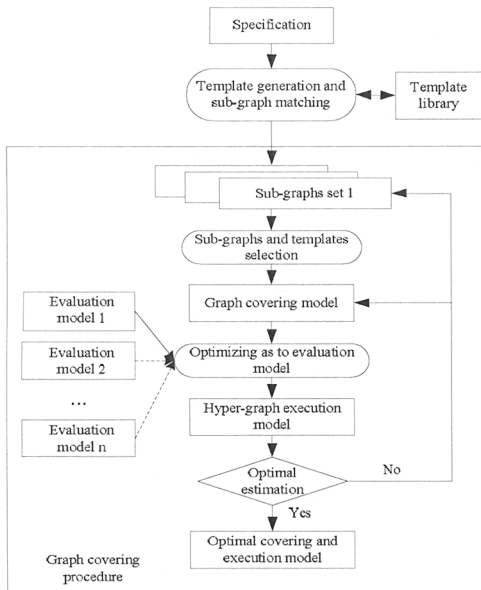 Specification
Template generation and
sub-graph matching
Template
library
Sub-graphs set 1
Sub-graphs and templates
selection
Graph covering model
Evaluation
model 1
Optimizing as to evaluation
model
Evaluation
model 2
...
Evaluation
model n
Hyper-graph execution
model
Optimal
estimation
No
Yes
Optimal covering and
execution model
Graph covering
procedure